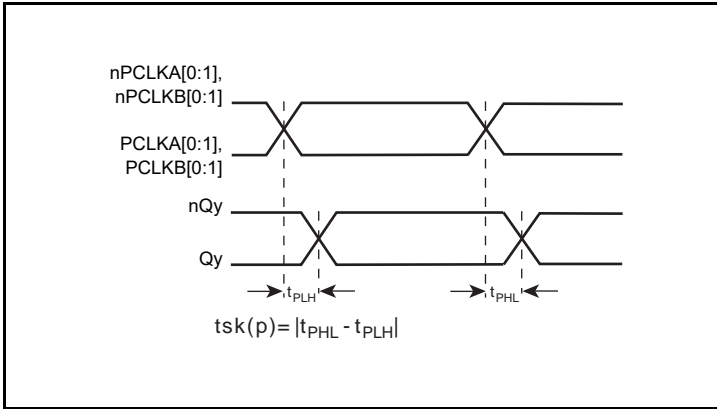 nPCLKA[0:1],
nPCLKB[0:1]
PCLKA[0:1],
PCLKB[0:1]
nQy
Qy
tPLH
tPHL
tsk(p)= |tPHL - tPLH|